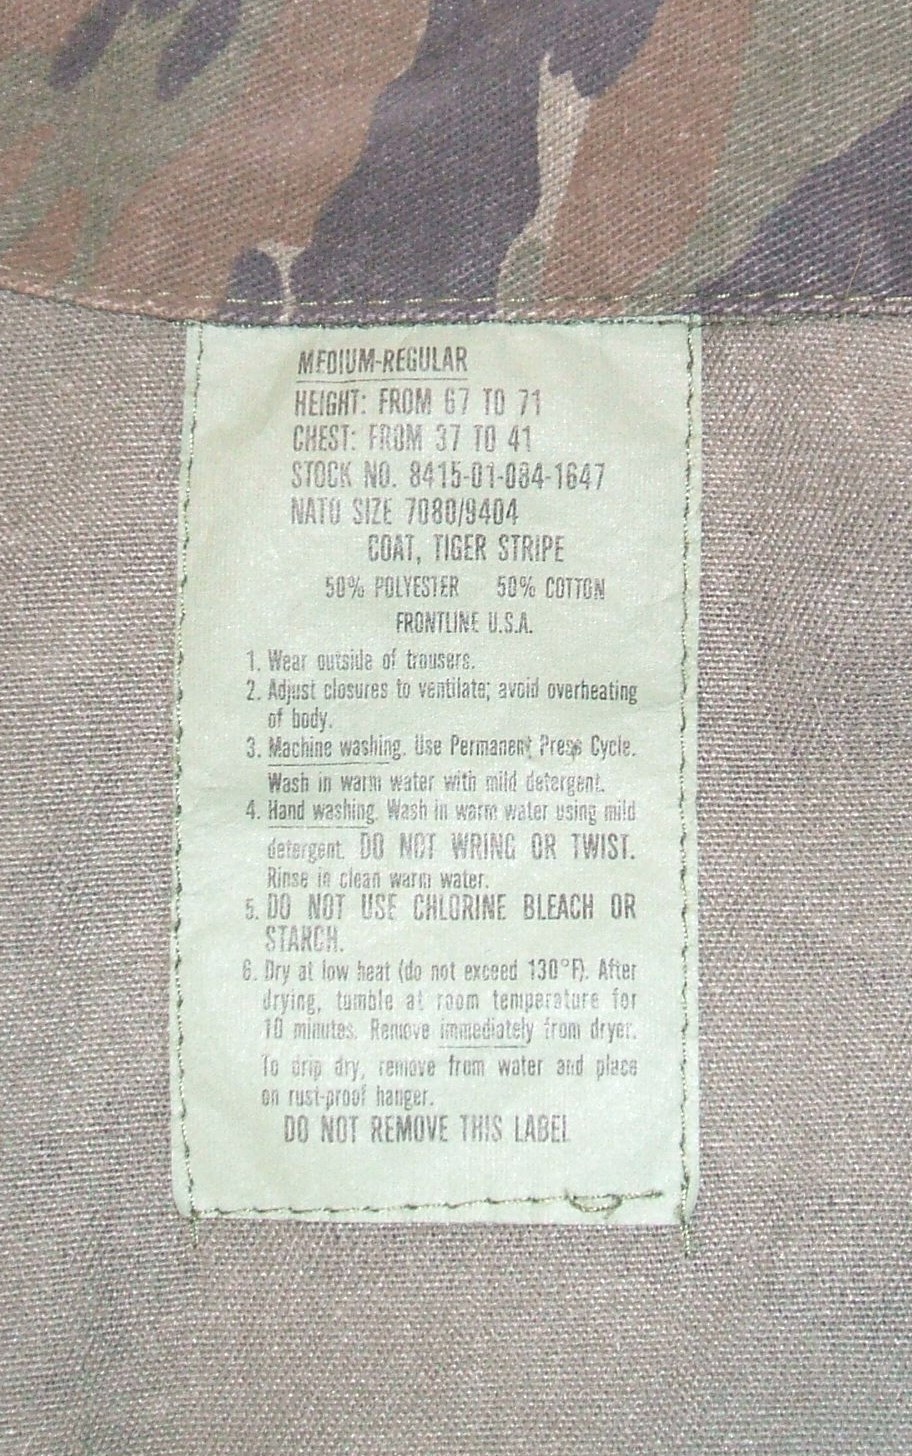 MEDIUM-REGULAR
HEIGHT: FROM 67 TO 71
CHEST: FROM 37 TO 41
STOCK NO. 8415-01-084-1647
NATO SIZE 7080/9404
COAT, TIGER STRIPE
50% POLYESTER 50% COTTON
FRONTLINE U.S.A.
1. Wear outside of trousers.
2. Adjust closures to ventilate; avoid overheating
of body.
3. Machine washing. Use Permanent Press Cycle.
Wash in warm water with mild detergent.
4. Hand washing. Wash in warm water using mild
detergent. DO NOT WRING OR TWIST.
Rinse in clean warm water.
5. DO NOT USE CHLORINE BLEACH OR
STARCH.
6. Dry at low heat (do not exceed 130°F). After
drying, tumble at room temperature for
10 minutes. Remove immediately from dryer.
To drip dry, remove from water and place
on rust-proof hanger.
DO NOT REMOVE THIS LABEL